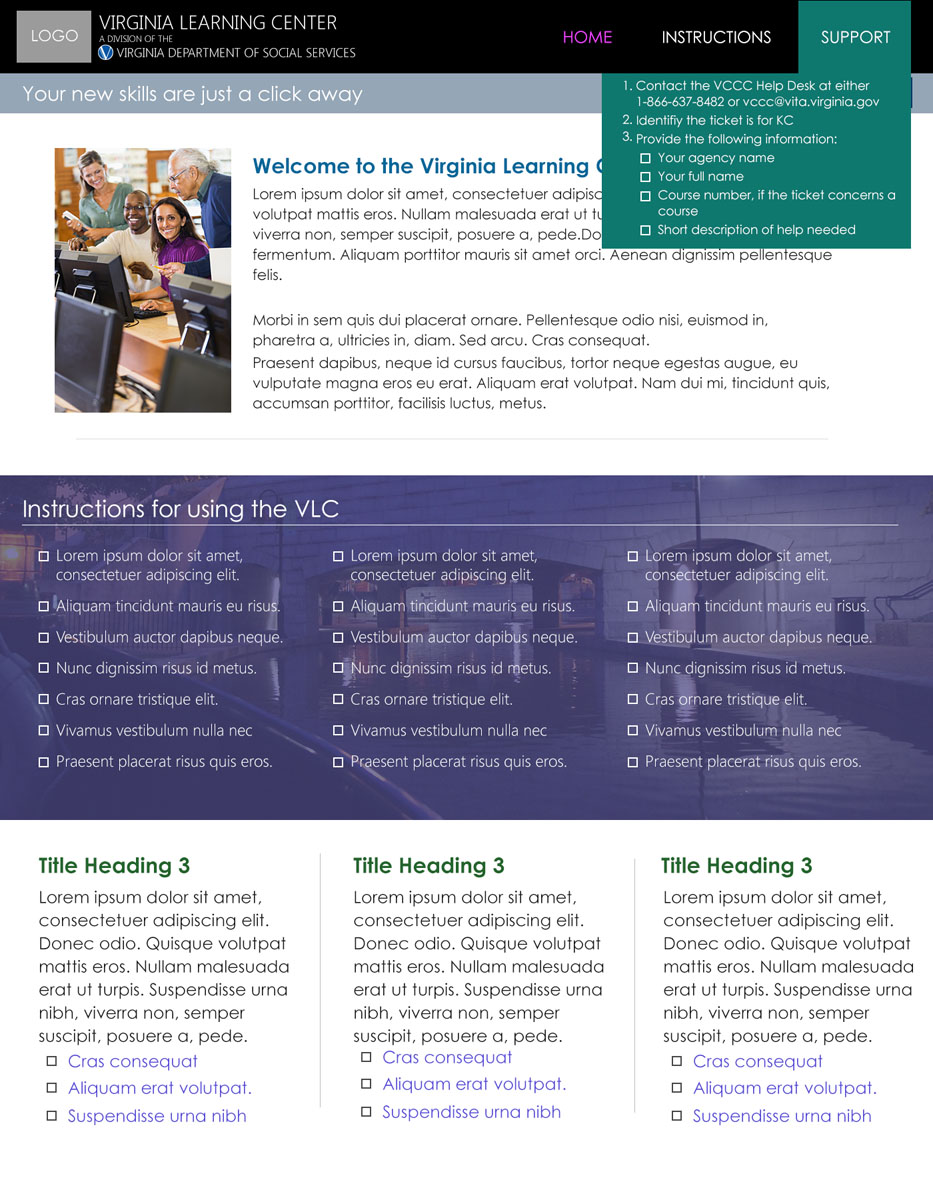 LOGO
VIRGINIA LEARNING CENTER
A DIVISION OF THE
VIRGINIA DEPARTMENT OF SOCIAL SERVICES
HOME
INSTRUCTIONS
SUPPORT
Your new skills are just a click away
1. Contact the VCCC Help Desk at either
1-866-637-8482 or vccc@vita.virginia.gov
2. Identifiy the ticket is for KC
3. Provide the following information:
Your agency name
Your full name
Course number, if the ticket concerns a
course
Short description of help needed
Welcome to the Virginia Learning
Lorem ipsum dolor sit amet, consectetuer adipisc
volutpat mattis eros. Nullam malesuada erat ut tu
viverra non, semper suscipit, posuere a, pede.Do
fermentum. Aliquam porttitor mauris sit amet orci. Aenean dignissim pellentesque
felis.
Morbi in sem quis dui placerat ornare. Pellentesque odio nisi, euismod in,
pharetra a, ultricies in, diam. Sed arcu. Cras consequat.
Praesent dapibus, neque id cursus faucibus, tortor neque egestas augue, eu
vulputate magna eros eu erat. Aliquam erat volutpat. Nam dui mi, tincidunt quis,
accumsan porttitor, facilisis luctus, metus.
Instructions for using the VLC
Lorem ipsum dolor sit amet,
consectetuer adipiscing elit.
Aliquam tincidunt mauris eu risus.
Vestibulum auctor dapibus neque.
Nunc dignissim risus id metus.
Cras ornare tristique elit.
Vivamus vestibulum nulla nec
Praesent placerat risus quis eros.
Lorem ipsum dolor sit amet,
consectetuer adipiscing elit.
Aliquam tincidunt mauris eu risus.
Vestibulum auctor dapibus neque.
Nunc dignissim risus id metus.
Cras ornare tristique elit.
Vivamus vestibulum nulla nec
Praesent placerat risus quis eros.
Lorem ipsum dolor sit amet,
consectetuer adipiscing elit.
Aliquam tincidunt mauris eu risus.
Vestibulum auctor dapibus neque.
Nunc dignissim risus id metus.
Cras ornare tristique elit.
Vivamus vestibulum nulla nec
Praesent placerat risus quis eros.
Title Heading 3
Lorem ipsum dolor sit amet,
consectetuer adipiscing elit.
Donec odio. Quisque volutpat
mattis eros. Nullam malesuada
erat ut turpis. Suspendisse urna
nibh, viverra non, semper
suscipit, posuere a, pede.
Cras consequat
Aliquam erat volutpat.
Suspendisse urna nibh
Title Heading 3
Lorem ipsum dolor sit amet,
consectetuer adipiscing elit.
Donec odio. Quisque volutpat
mattis eros. Nullam malesuada
erat ut turpis. Suspendisse urna
nibh, viverra non, semper
suscipit, posuere a, pede.
Cras consequat
Aliquam erat volutpat.
Suspendisse urna nibh
Title Heading 3
Lorem ipsum dolor sit amet,
consectetuer adipiscing elit.
Donec odio. Quisque volutpat
mattis eros. Nullam malesuada
erat ut turpis. Suspendisse urna
nibh, viverra non, semper
suscipit, posuere a, pede.
Cras consequat
Aliquam erat volutpat.
Suspendisse urna nibh